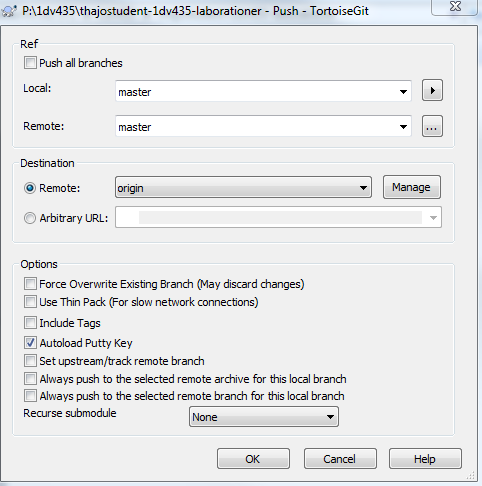 P:\1dv435\thajostudent-1dv435-laborationer - Push - TortoiseGit
Ref
Push all branches
Local: master
Remote: master
...
Destination
Remote: origin Manage
Arbitrary URL:
Options
Force Overwrite Existing Branch (May discard changes)
Use Thin Pack (For slow network connections)
Include Tags
Autoload Putty Key
Set upstream/track remote branch
Always push to the selected remote archive for this local branch
Always push to the selected remote branch for this local branch
Recurse submodule None
OK Cancel Help